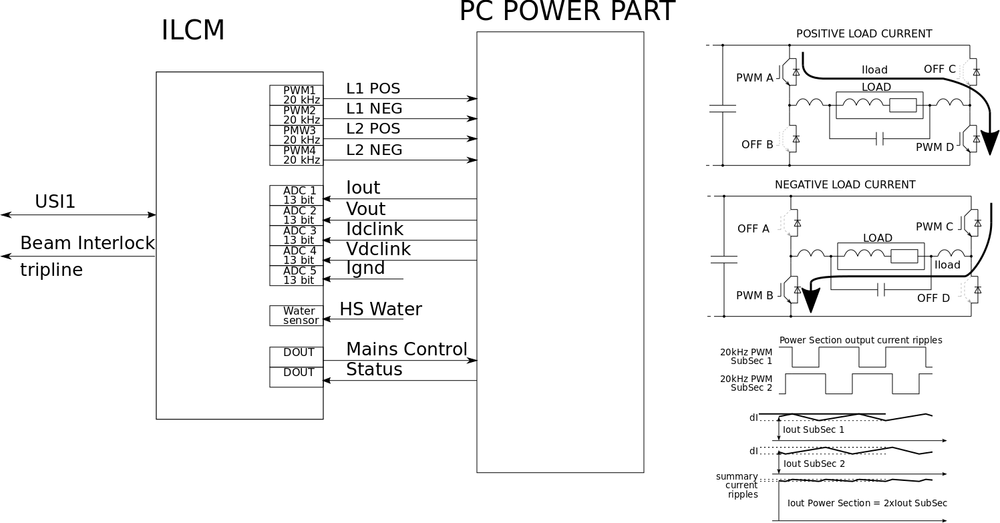 ILCM
PC POWER PART
PWM1
20 kHz
PWM2
20 kHz
PMW3
20 kHz
PWM4
20 kHz
L1 POS
L1 NEG
L2 POS
L2 NEG
ADC 1
13 bit
ADC 2
13 bit
ADC 3
13 bit
ADC 4
13 bit
ADC 5
13 bit
Iout
Vout
Idclink
Vdclink
Ignd
USI1
Beam Interlock
tripline
Water
sensor
HS Water
DOUT
DOUT
Mains Control
Status
POSITIVE LOAD CURRENT
PWM A
Iload
OFF C
LOAD
OFF B
PWM D
NEGATIVE LOAD CURRENT
OFF A
PWM C
LOAD
Iload
PWM B
OFF D
Power Section output current ripples
20kHz PWM
SubSec 1
20kHz PWM
SubSec 2
dI
Iout SubSec 1
dI
Iout SubSec 2
summary
current
ripples
Iout Power Section = 2xIout SubSec